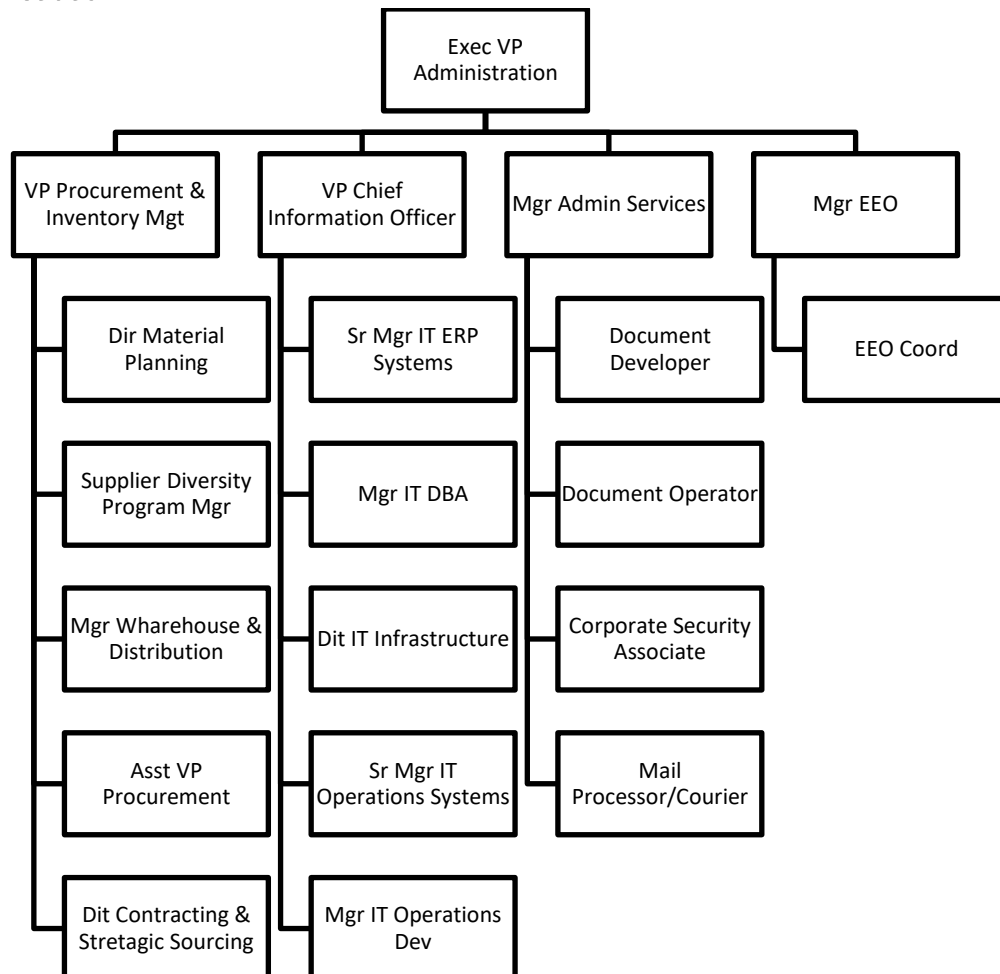 Exec VP
Administration
VP Procurement &
Inventory Mgt
VP Chief
Information Officer
Mgr Admin Services
Mgr EEO
Dir Material
Planning
Sr Mgr IT ERP
Systems
Document
Developer
EEO Coord
Supplier Diversity
Program Mgr
Mgr IT DBA
Document Operator
Mgr Wharehouse &
Distribution
Dit IT Infrastructure
Corporate Security
Associate
Asst VP
Procurement
Sr Mgr IT
Operations Systems
Mail
Processor/Courier
Dit Contracting &
Stretagic Sourcing
Mgr IT Operations
Dev